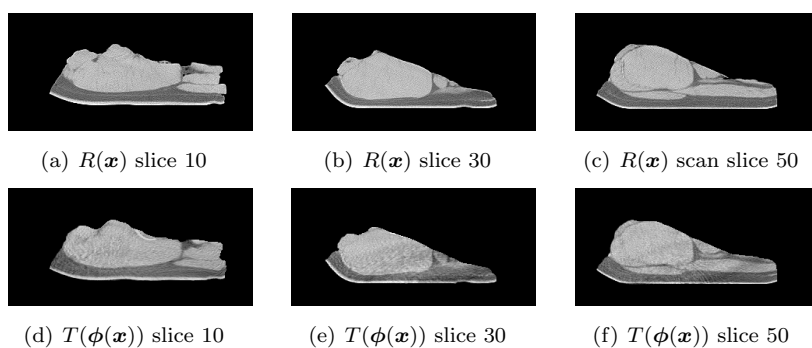 (a) R(x) slice 10
(b) R(x) slice 30
(c) R(x) scan slice 50
(d) T(ϕ(x)) slice 10
(e) T(ϕ(x)) slice 30
(f) T(ϕ(x)) slice 50